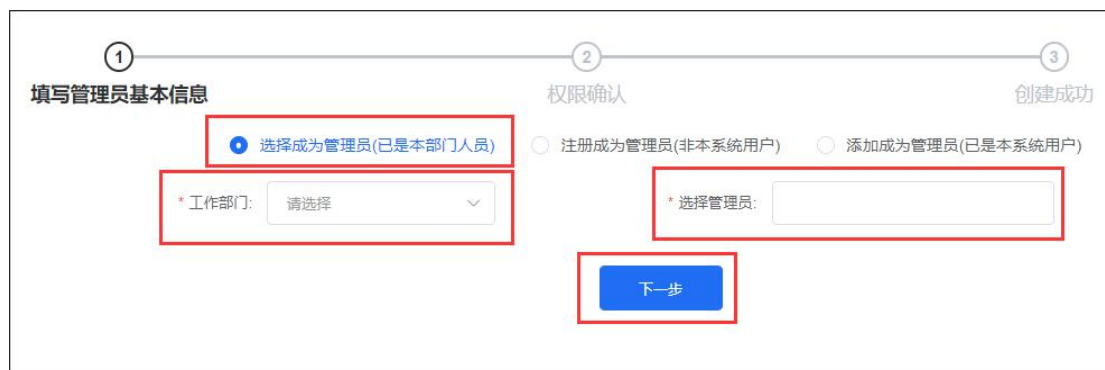 1 2 3
填写管理员基本信息 权限确认 创建成功
选择成为管理员(已是本部门人员) 注册成为管理员(非本系统用户) 添加成为管理员(已是本系统用户)
* 工作部门: 请选择 * 选择管理员:
下一步